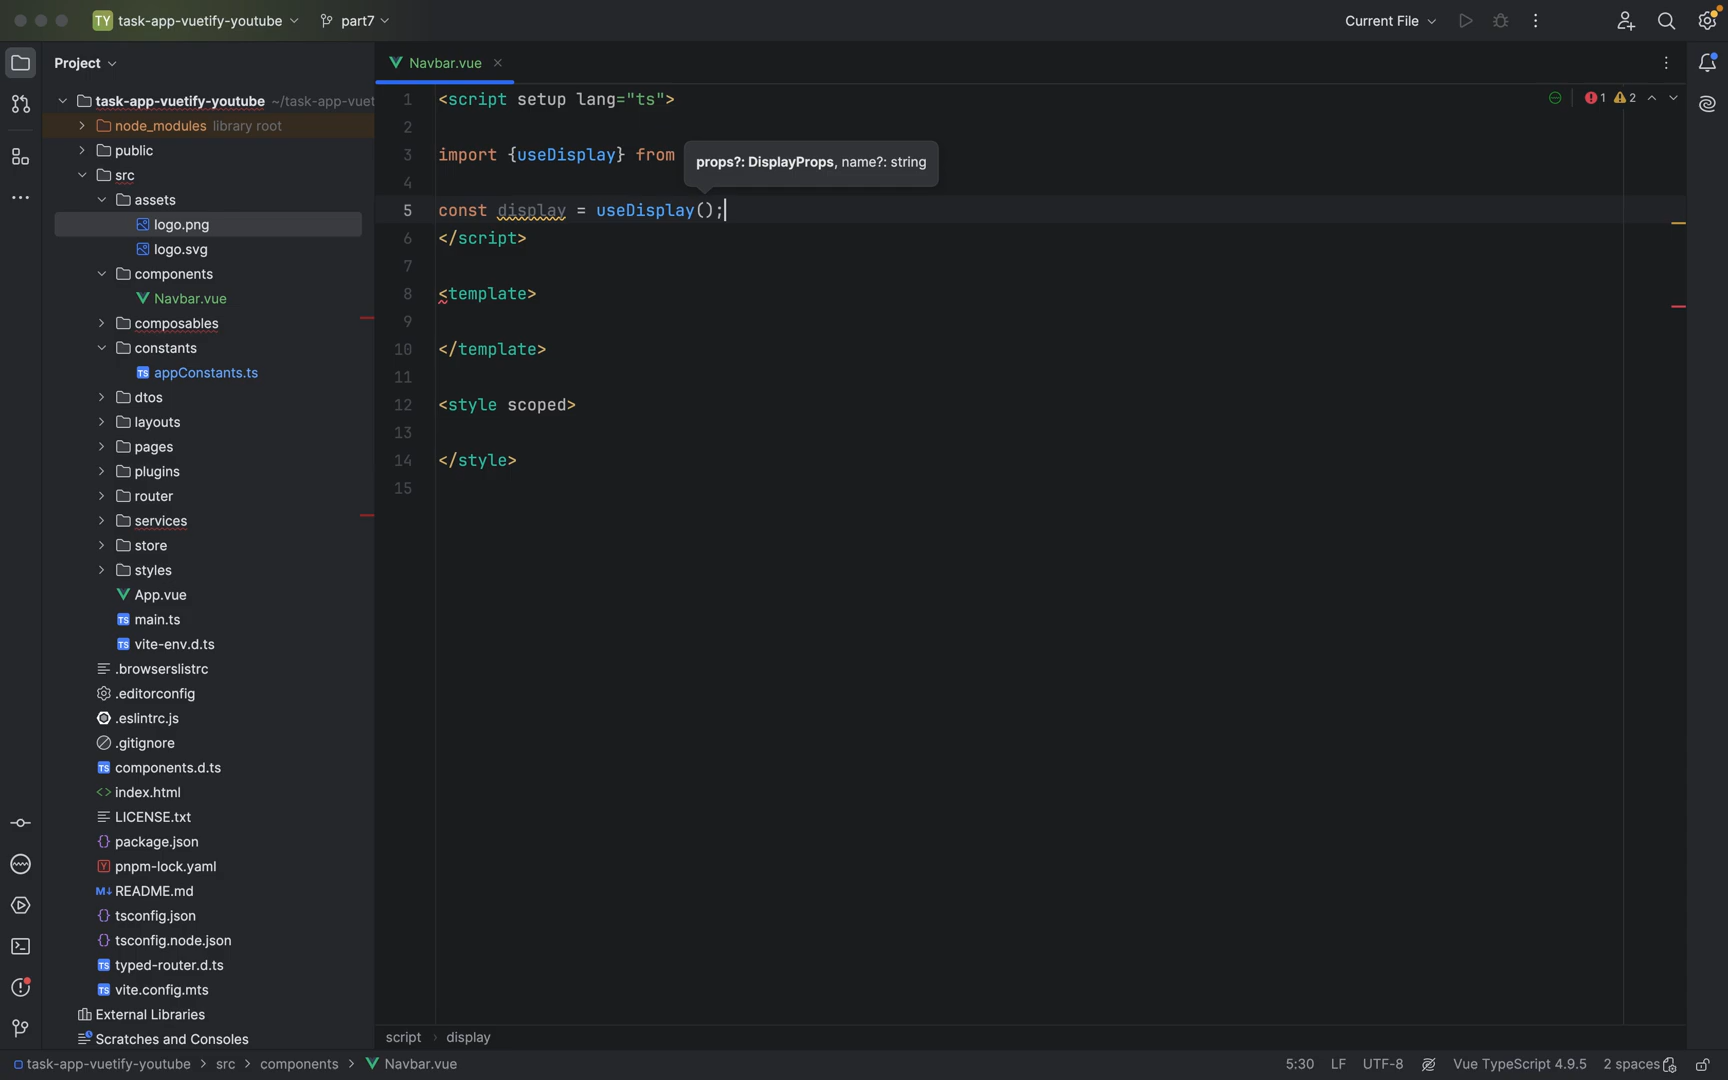 TY task-app-vuetify-youtube part7 Current File
Project
Navbar.vue
1 2
task-app-vuetify-youtube ~/task-app-vuet
node_modules library root
public
src
assets
logo.png
logo.svg
components
Navbar.vue
composables
constants
TS appConstants.ts
dtos
layouts
pages
plugins
router
services
store
styles
App.vue
TS main.ts
TS vite-env.d.ts
.browserslistrc
.editorconfig
.eslintrc.js
.gitignore
TS components.d.ts
<> index.html
LICENSE.txt
{} package.json
Y pnpm-lock.yaml
M↓ README.md
{} tsconfig.json
{} tsconfig.node.json
TS typed-router.d.ts
TS vite.config.mts
External Libraries
Scratches and Consoles
1 <script setup lang="ts">
2
3 import {useDisplay} from
props?: DisplayProps, name?: string
4
5 const display = useDisplay();
6 </script>
7
8 <template>
9
10 </template>
11
12 <style scoped>
13
14 </style>
15
script › display
task-app-vuetify-youtube › src › components › Navbar.vue
5:30 LF UTF-8 Vue TypeScript 4.9.5 2 spaces